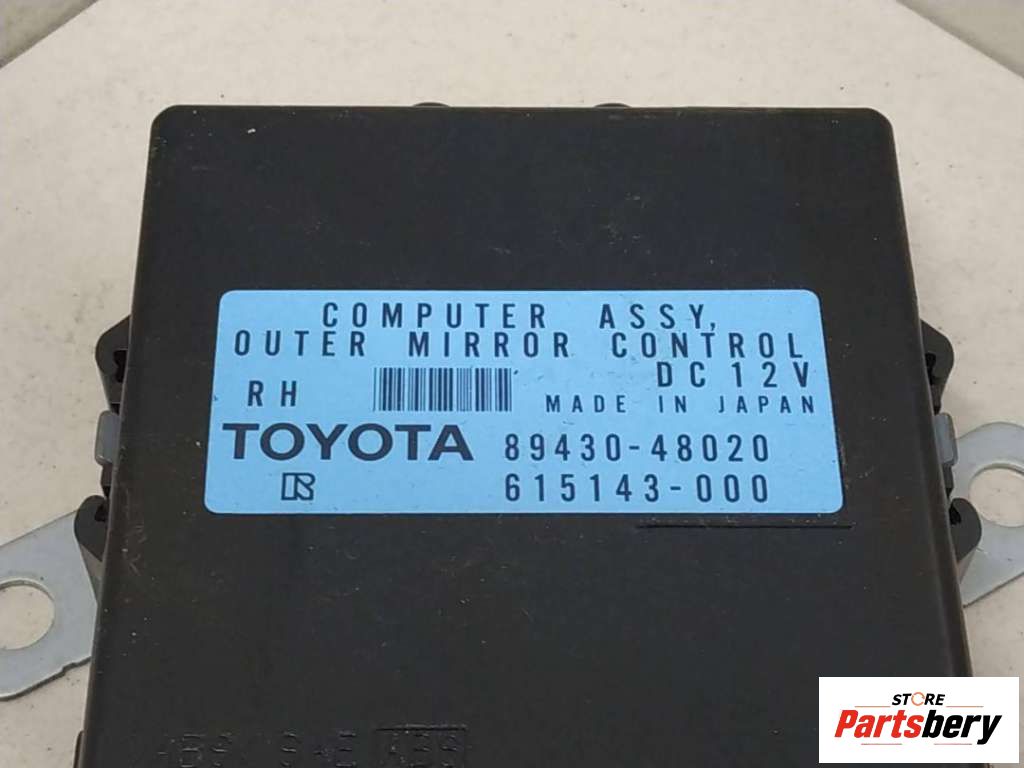 COMPUTER ASSY,
OUTER MIRROR CONTROL
DC 12V
RH
MADE IN JAPAN
TOYOTA 89430-48020
615143-000
STORE
Partsbery